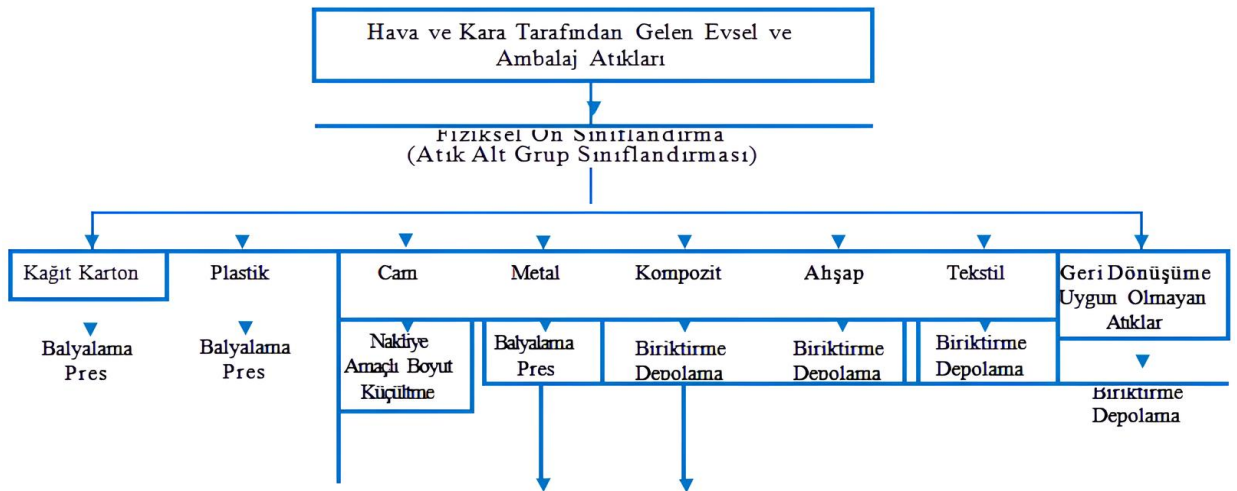 Hava ve Kara Tarafından Gelen Evsel ve
Ambalaj Atıkları
Fiziksel Ön Sınıflandırma
(Atık Alt Grup Sınıflandırması)
Kağıt Karton
Plastik
Cam
Metal
Kompozit
Ahşap
Tekstil
Geri Dönüşüme
Uygun Olmayan
Atıklar
Balyalama
Pres
Balyalama
Pres
Nakliye
Amaçlı Boyut
Küçültme
Balyalama
Pres
Biriktirme
Depolama
Biriktirme
Depolama
Biriktirme
Depolama
Biriktirme
Depolama